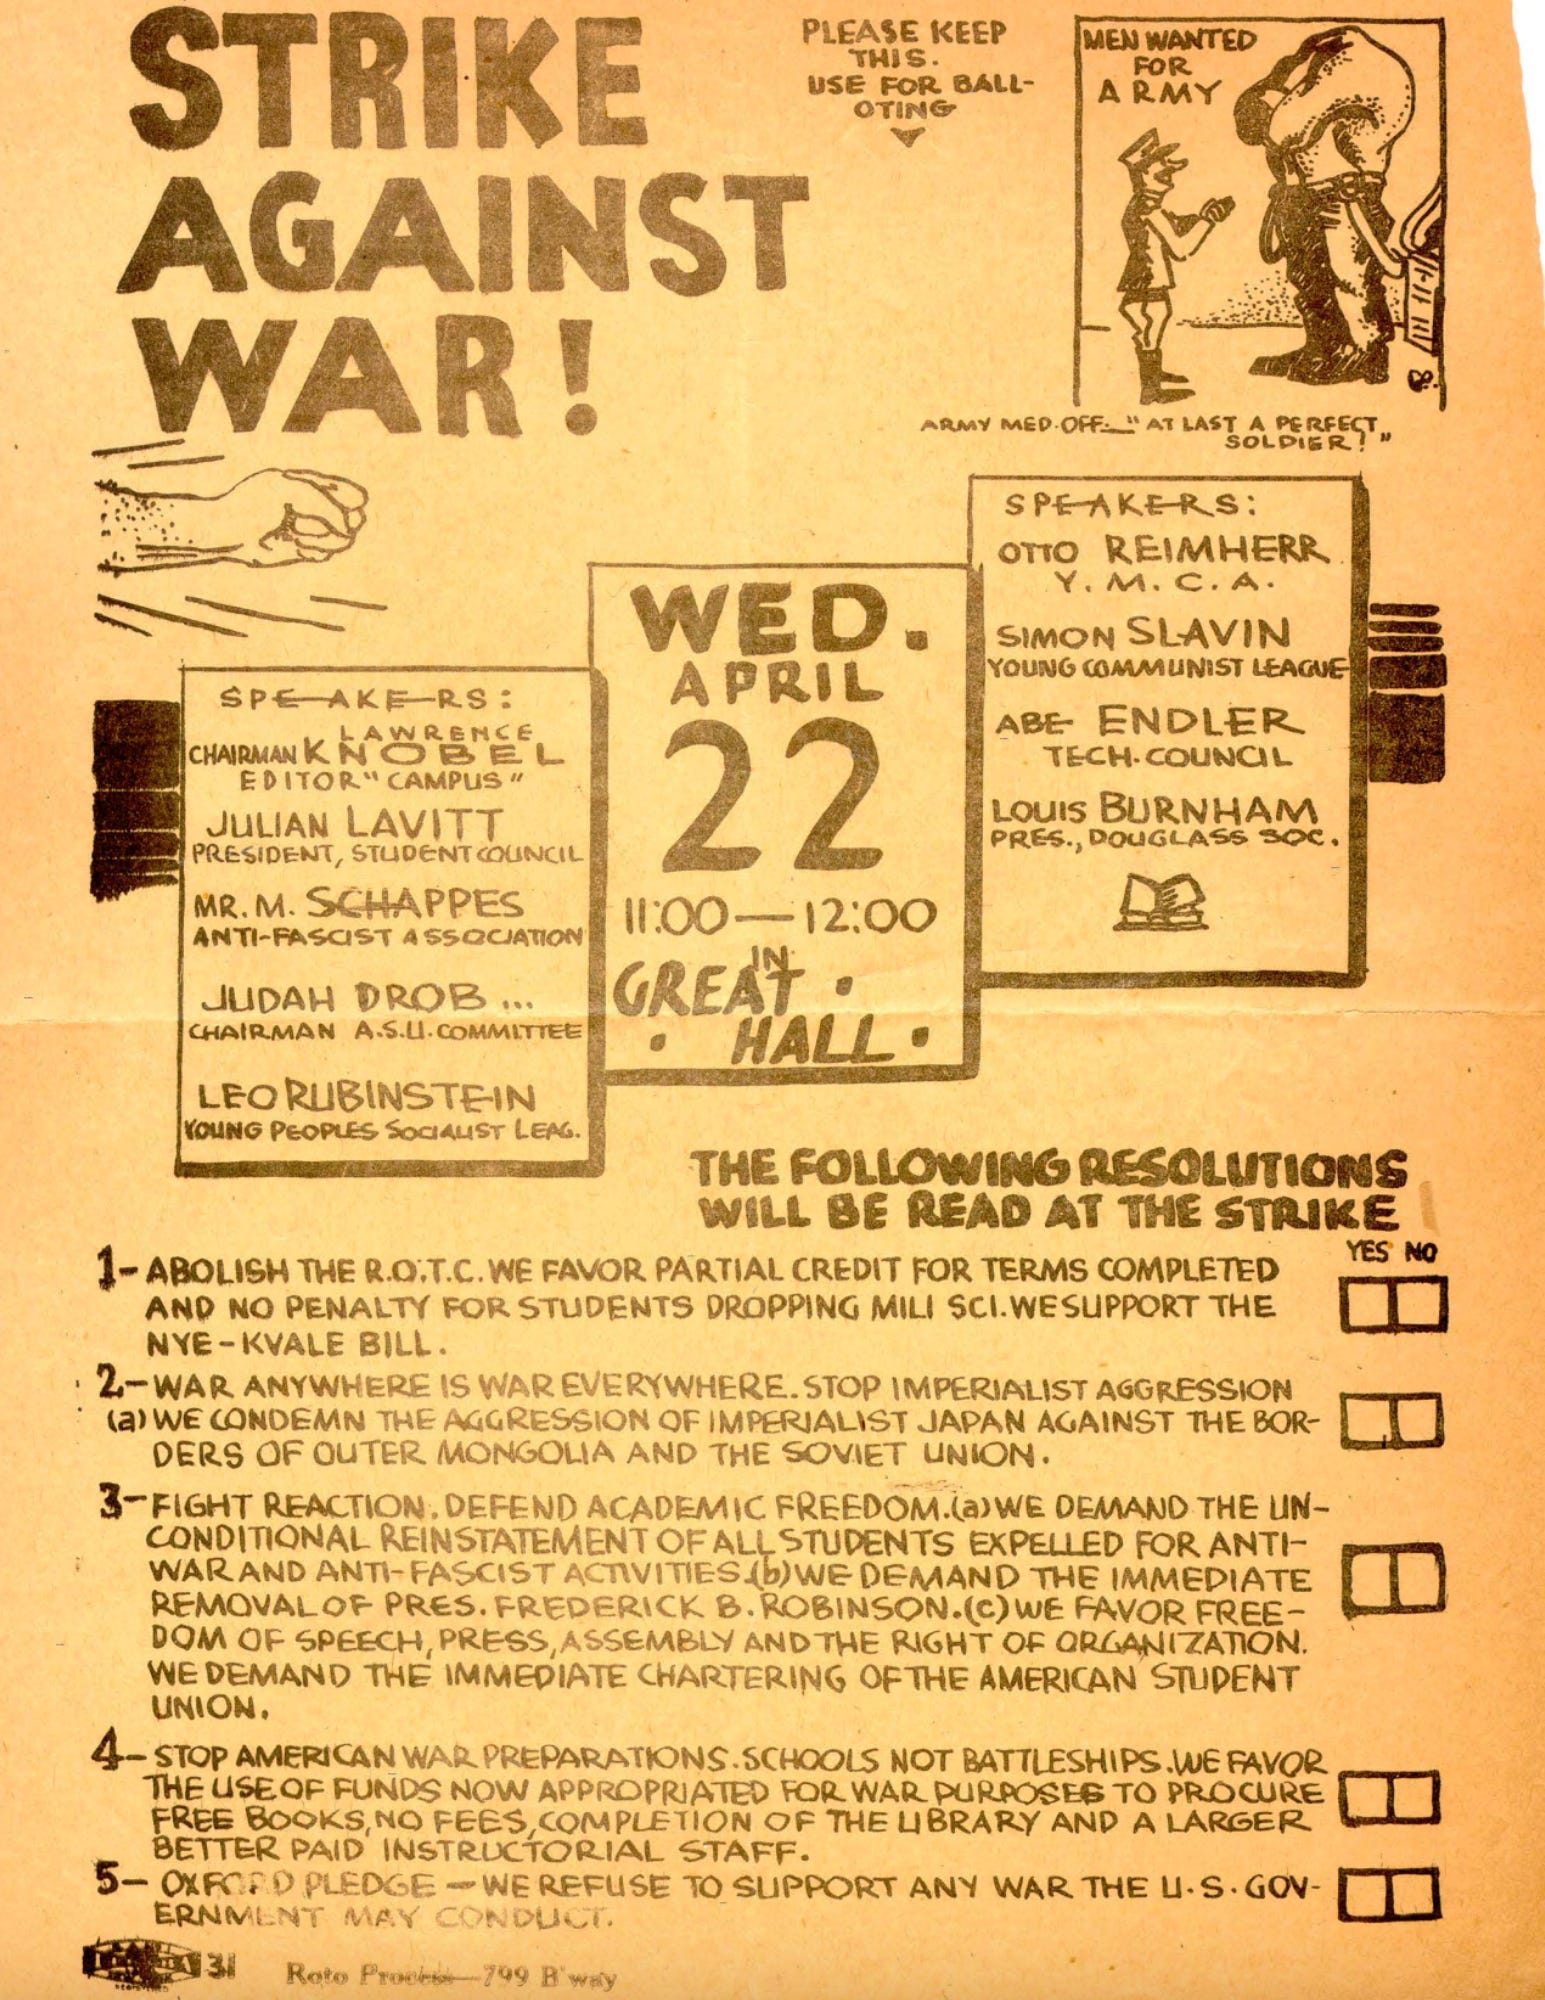 STRIKE
AGAINST
WAR!
PLEASE KEEP
THIS.
USE FOR BALL-
OTING
MEN WANTED
FOR
ARMY
ARMY MED. OFF.—"AT LAST A PERFECT
SOLDIER!"
SPEAKERS:
LAWRENCE
CHAIRMAN KNOBEL
EDITOR "CAMPUS"
JULIAN LAVITT
PRESIDENT, STUDENT COUNCIL
MR. M. SCHAPPES
ANTI-FASCIST ASSOCIATION
JUDAH DROB...
CHAIRMAN A.S.U. COMMITTEE
LEO RUBINSTEIN
YOUNG PEOPLES SOCIALIST LEAG.
WED.
APRIL
22
11:00—12:00
IN
GREAT
HALL
SPEAKERS:
OTTO REIMHERR
Y.M.C.A.
SIMON SLAVIN
YOUNG COMMUNIST LEAGUE
ABE ENDLER
TECH. COUNCIL
LOUIS BURNHAM
PRES., DOUGLASS SOC.
THE FOLLOWING RESOLUTIONS
WILL BE READ AT THE STRIKE
YES NO
1- ABOLISH THE R.O.T.C. WE FAVOR PARTIAL CREDIT FOR TERMS COMPLETED
AND NO PENALTY FOR STUDENTS DROPPING MILI SCI. WE SUPPORT THE
NYE-KVALE BILL.
2- WAR ANYWHERE IS WAR EVERYWHERE. STOP IMPERIALIST AGGRESSION
(a) WE CONDEMN THE AGGRESSION OF IMPERIALIST JAPAN AGAINST THE BOR-
DERS OF OUTER MONGOLIA AND THE SOVIET UNION.
3- FIGHT REACTION. DEFEND ACADEMIC FREEDOM. (a) WE DEMAND THE UN-
CONDITIONAL REINSTATEMENT OF ALL STUDENTS EXPELLED FOR ANTI-
WAR AND ANTI-FASCIST ACTIVITIES. (b) WE DEMAND THE IMMEDIATE
REMOVAL OF PRES. FREDERICK B. ROBINSON. (c) WE FAVOR FREE-
DOM OF SPEECH, PRESS, ASSEMBLY AND THE RIGHT OF ORGANIZATION.
WE DEMAND THE IMMEDIATE CHARTERING OF THE AMERICAN STUDENT
UNION.
4- STOP AMERICAN WAR PREPARATIONS. SCHOOLS NOT BATTLESHIPS. WE FAVOR
THE USE OF FUNDS NOW APPROPRIATED FOR WAR PURPOSES TO PROCURE
FREE BOOKS, NO FEES, COMPLETION OF THE LIBRARY AND A LARGER
BETTER PAID INSTRUCTORIAL STAFF.
5- OXFORD PLEDGE - WE REFUSE TO SUPPORT ANY WAR THE U.S. GOV-
ERNMENT MAY CONDUCT.
31
Roto Process—799 B'way